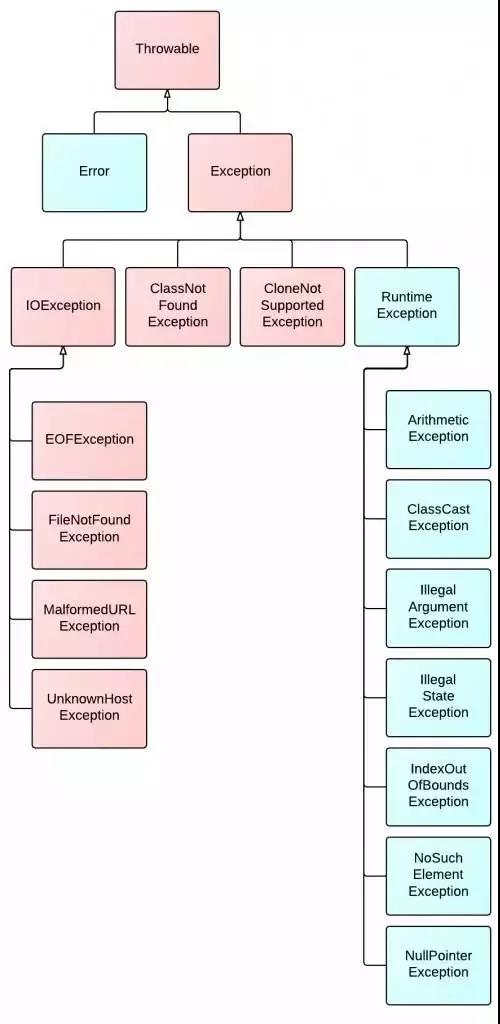 Throwable
Error
Exception
IOException
ClassNot
Found
Exception
CloneNot
Supported
Exception
Runtime
Exception
EOFException
FileNotFound
Exception
MalformedURL
Exception
UnknownHost
Exception
Arithmetic
Exception
ClassCast
Exception
Illegal
Argument
Exception
Illegal
State
Exception
IndexOut
OfBounds
Exception
NoSuch
Element
Exception
NullPointer
Exception